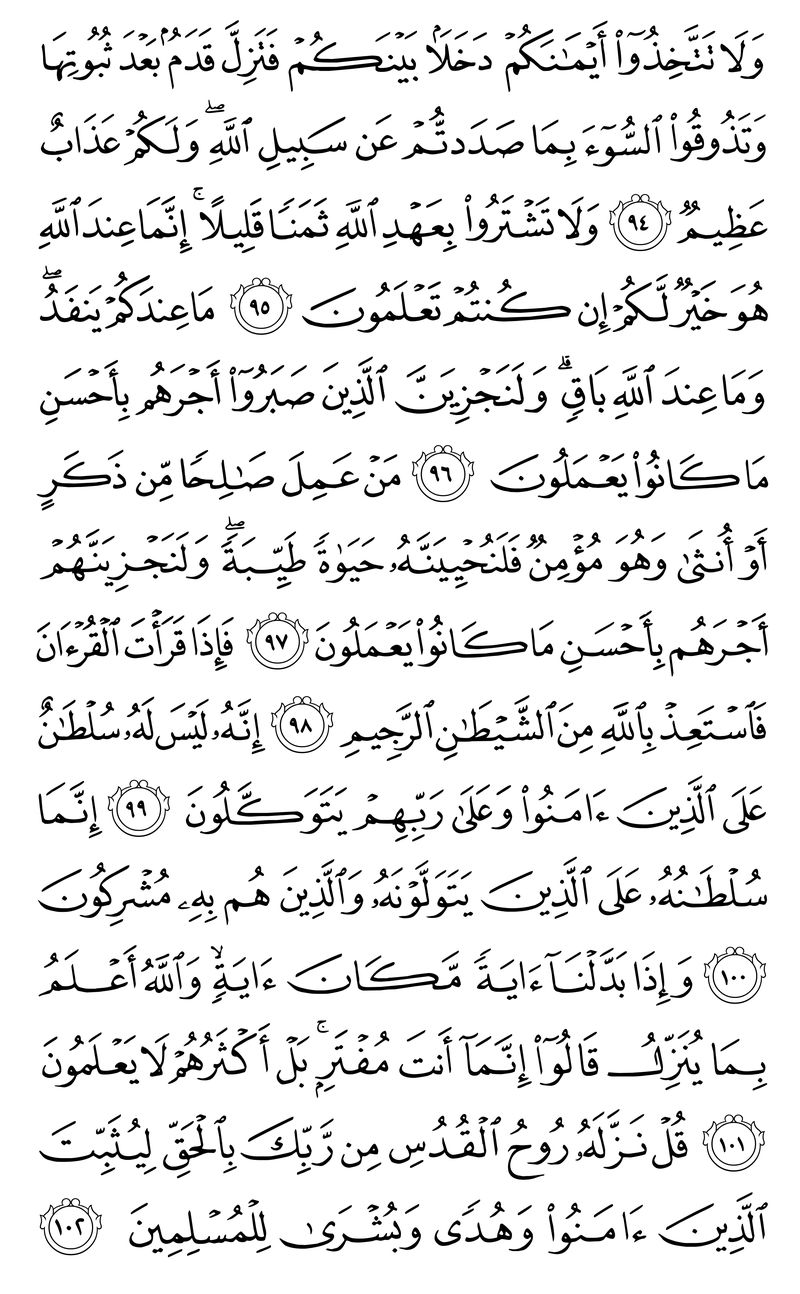 وَلَا تَتَّخِذُوٓا۟ أَيْمَـٰنَكُمْ دَخَلًۢا بَيْنَكُمْ فَتَزِلَّ قَدَمٌۢ بَعْدَ ثُبُوتِهَا
وَتَذُوقُوا۟ ٱلسُّوٓءَ بِمَا صَدَدتُّمْ عَن سَبِيلِ ٱللَّهِ ۖ وَلَكُمْ عَذَابٌ
عَظِيمٌ ٩٤ وَلَا تَشْتَرُوا۟ بِعَهْدِ ٱللَّهِ ثَمَنًا قَلِيلًا ۚ إِنَّمَا عِندَ ٱللَّهِ
هُوَ خَيْرٌ لَّكُمْ إِن كُنتُمْ تَعْلَمُونَ ٩٥ مَا عِندَكُمْ يَنفَدُ ۖ
وَمَا عِندَ ٱللَّهِ بَاقٍ ۗ وَلَنَجْزِيَنَّ ٱلَّذِينَ صَبَرُوٓا۟ أَجْرَهُم بِأَحْسَنِ
مَا كَانُوا۟ يَعْمَلُونَ ٩٦ مَنْ عَمِلَ صَـٰلِحًا مِّن ذَكَرٍ
أَوْ أُنثَىٰ وَهُوَ مُؤْمِنٌ فَلَنُحْيِيَنَّهُۥ حَيَوٰةً طَيِّبَةً ۖ وَلَنَجْزِيَنَّهُمْ
أَجْرَهُم بِأَحْسَنِ مَا كَانُوا۟ يَعْمَلُونَ ٩٧ فَإِذَا قَرَأْتَ ٱلْقُرْءَانَ
فَٱسْتَعِذْ بِٱللَّهِ مِنَ ٱلشَّيْطَـٰنِ ٱلرَّجِيمِ ٩٨ إِنَّهُۥ لَيْسَ لَهُۥ سُلْطَـٰنٌ
عَلَى ٱلَّذِينَ ءَامَنُوا۟ وَعَلَىٰ رَبِّهِمْ يَتَوَكَّلُونَ ٩٩ إِنَّمَا
سُلْطَـٰنُهُۥ عَلَى ٱلَّذِينَ يَتَوَلَّوْنَهُۥ وَٱلَّذِينَ هُم بِهِۦ مُشْرِكُونَ
١٠٠ وَإِذَا بَدَّلْنَآ ءَايَةً مَّكَانَ ءَايَةٍ ۙ وَٱللَّهُ أَعْلَمُ
بِمَا يُنَزِّلُ قَالُوٓا۟ إِنَّمَآ أَنتَ مُفْتَرٍۭ ۚ بَلْ أَكْثَرُهُمْ لَا يَعْلَمُونَ
١٠١ قُلْ نَزَّلَهُۥ رُوحُ ٱلْقُدُسِ مِن رَّبِّكَ بِٱلْحَقِّ لِيُثَبِّتَ
ٱلَّذِينَ ءَامَنُوا۟ وَهُدًى وَبُشْرَىٰ لِلْمُسْلِمِينَ ١٠٢